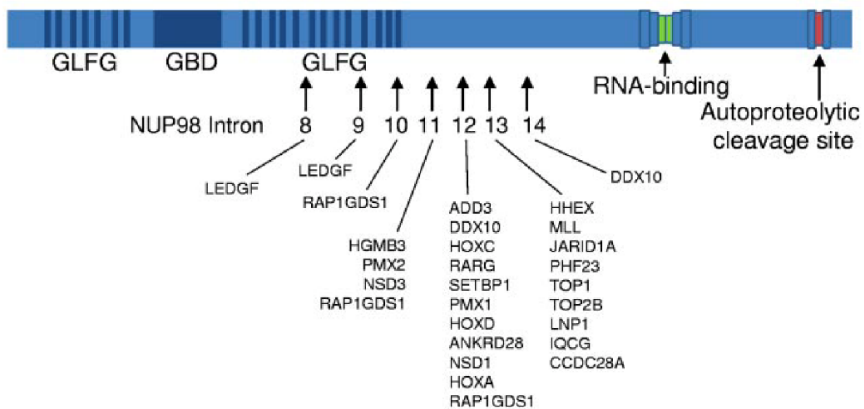 GLFG
GBD
GLFG
RNA-binding
Autoproteolytic
cleavage site
NUP98 Intron
8
9
10
11
12
13
14
LEDGF
LEDGF
RAP1GDS1
HGMB3
PMX2
NSD3
RAP1GDS1
ADD3
DDX10
HOXC
RARG
SETBP1
PMX1
HOXD
ANKRD28
NSD1
HOXA
RAP1GDS1
HHEX
MLL
JARID1A
PHF23
TOP1
TOP2B
LNP1
IQCG
CCDC28A
DDX10